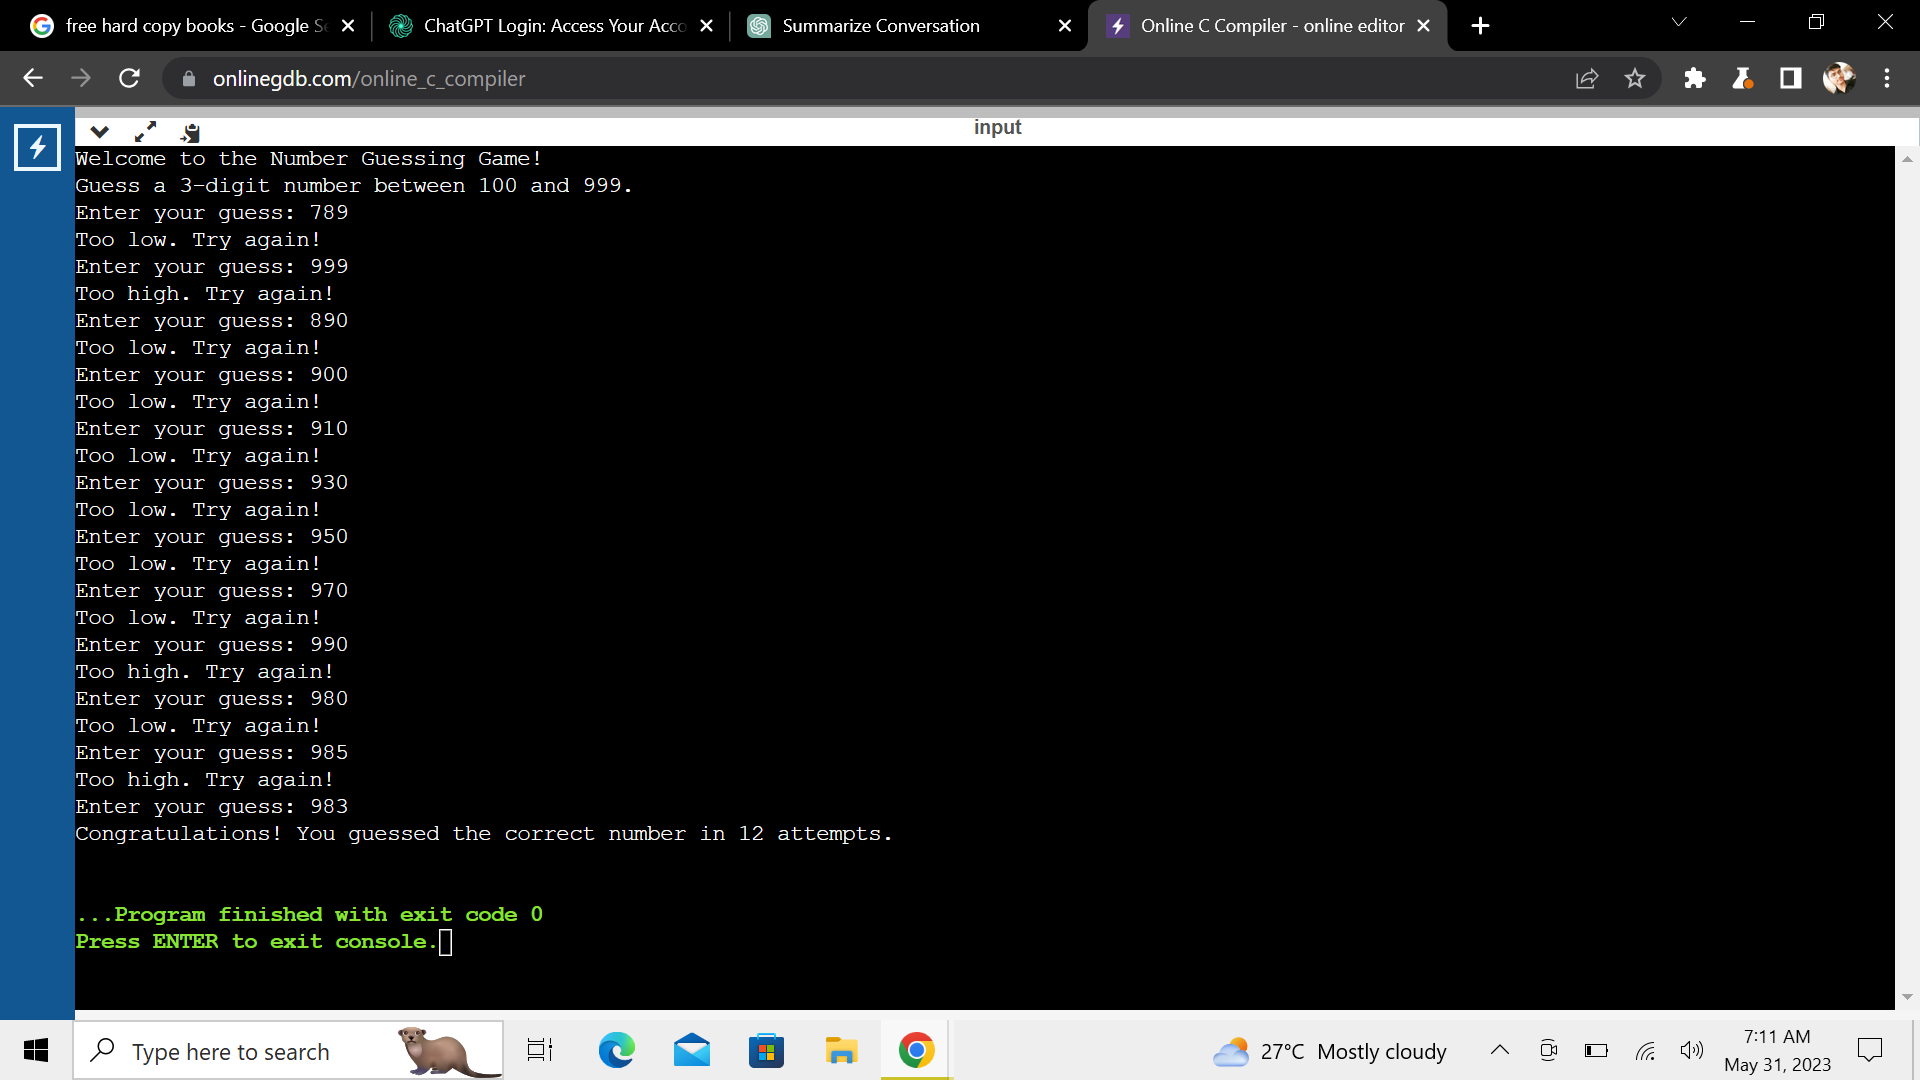 free hard copy books - Google Se
ChatGPT Login: Access Your Acco
Summarize Conversation
Online C Compiler - online editor
onlinegdb.com/online_c_compiler
input
Welcome to the Number Guessing Game!
Guess a 3-digit number between 100 and 999.
Enter your guess: 789
Too low. Try again!
Enter your guess: 999
Too high. Try again!
Enter your guess: 890
Too low. Try again!
Enter your guess: 900
Too low. Try again!
Enter your guess: 910
Too low. Try again!
Enter your guess: 930
Too low. Try again!
Enter your guess: 950
Too low. Try again!
Enter your guess: 970
Too low. Try again!
Enter your guess: 990
Too high. Try again!
Enter your guess: 980
Too low. Try again!
Enter your guess: 985
Too high. Try again!
Enter your guess: 983
Congratulations! You guessed the correct number in 12 attempts.
...Program finished with exit code 0
Press ENTER to exit console.
Type here to search
27°C Mostly cloudy
7:11 AM
May 31, 2023